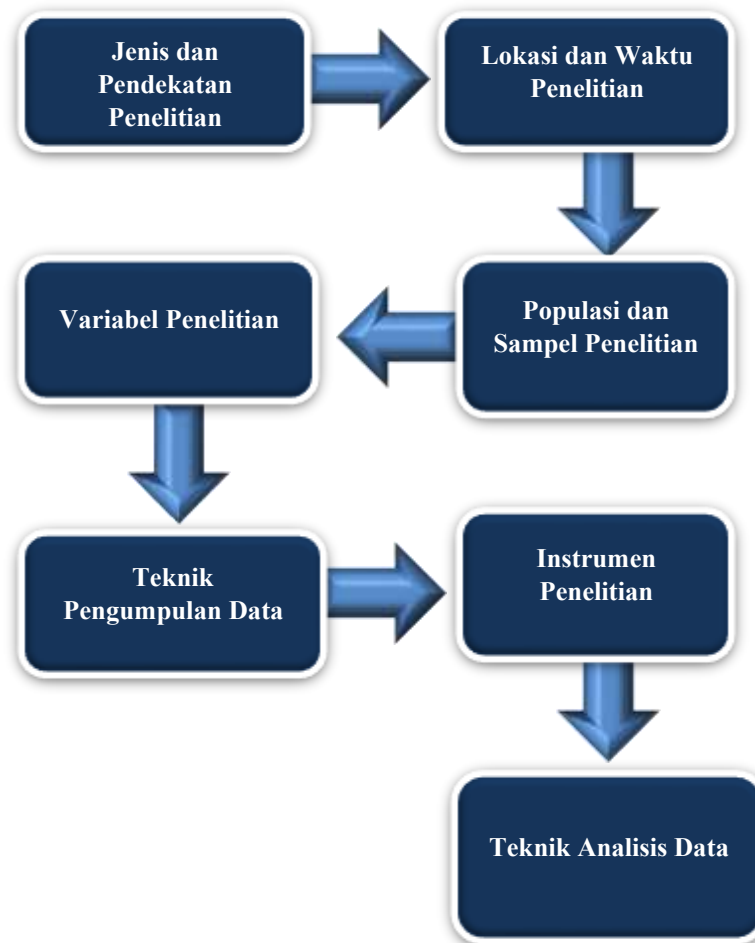 Jenis dan
Pendekatan
Penelitian
Lokasi dan Waktu
Penelitian
Populasi dan
Sampel Penelitian
Variabel Penelitian
Teknik
Pengumpulan Data
Instrumen
Penelitian
Teknik Analisis Data